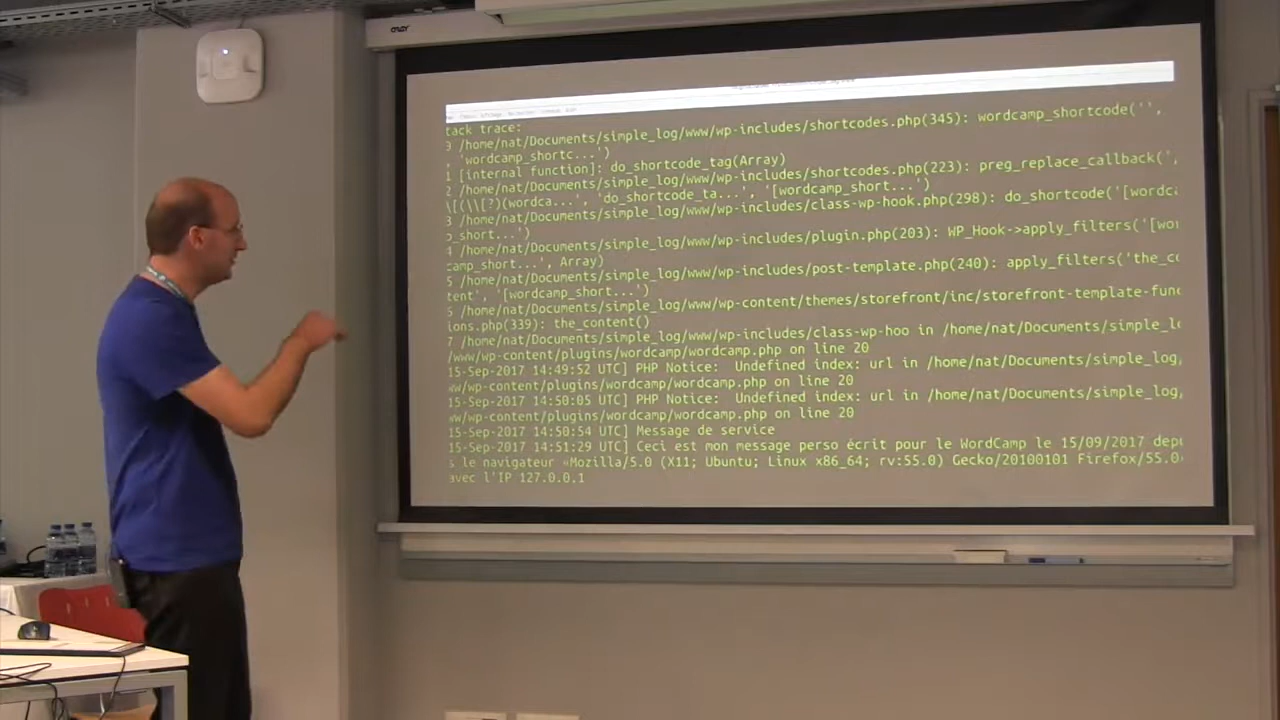 tack trace:
/home/nat/Documents/simple_log/www/wp-includes/shortcodes.php(345): wordcamp_shortcode('',
, 'wordcamp_shortc...')
1 [internal function]: do_shortcode_tag(Array)
2 /home/nat/Documents/simple_log/www/wp-includes/shortcodes.php(223): preg_replace_callback('
\[(\\[?)(wordca...', 'do_shortcode_ta...', '[wordcamp_short...')
3 /home/nat/Documents/simple_log/www/wp-includes/class-wp-hook.php(298): do_shortcode('[wordc
p_short...')
4 /home/nat/Documents/simple_log/www/wp-includes/plugin.php(203): WP_Hook->apply_filters('[wo
camp_short...', Array)
5 /home/nat/Documents/simple_log/www/wp-includes/post-template.php(240): apply_filters('the_c
tent', '[wordcamp_short...')
6 /home/nat/Documents/simple_log/www/wp-content/themes/storefront/inc/storefront-template-func
ions.php(339): the_content()
7 /home/nat/Documents/simple_log/www/wp-includes/class-wp-hoo in /home/nat/Documents/simple_lo
/www/wp-content/plugins/wordcamp/wordcamp.php on line 20
15-Sep-2017 14:49:52 UTC] PHP Notice:  Undefined index: url in /home/nat/Documents/simple_log/
ww/wp-content/plugins/wordcamp/wordcamp.php on line 20
15-Sep-2017 14:50:05 UTC] PHP Notice:  Undefined index: url in /home/nat/Documents/simple_log/
ww/wp-content/plugins/wordcamp/wordcamp.php on line 20
15-Sep-2017 14:50:54 UTC] Message de service
15-Sep-2017 14:51:29 UTC] Ceci est mon message perso écrit pour le WordCamp le 15/09/2017 depu
s le navigateur «Mozilla/5.0 (X11; Ubuntu; Linux x86_64; rv:55.0) Gecko/20100101 Firefox/55.0
avec l'IP 127.0.0.1